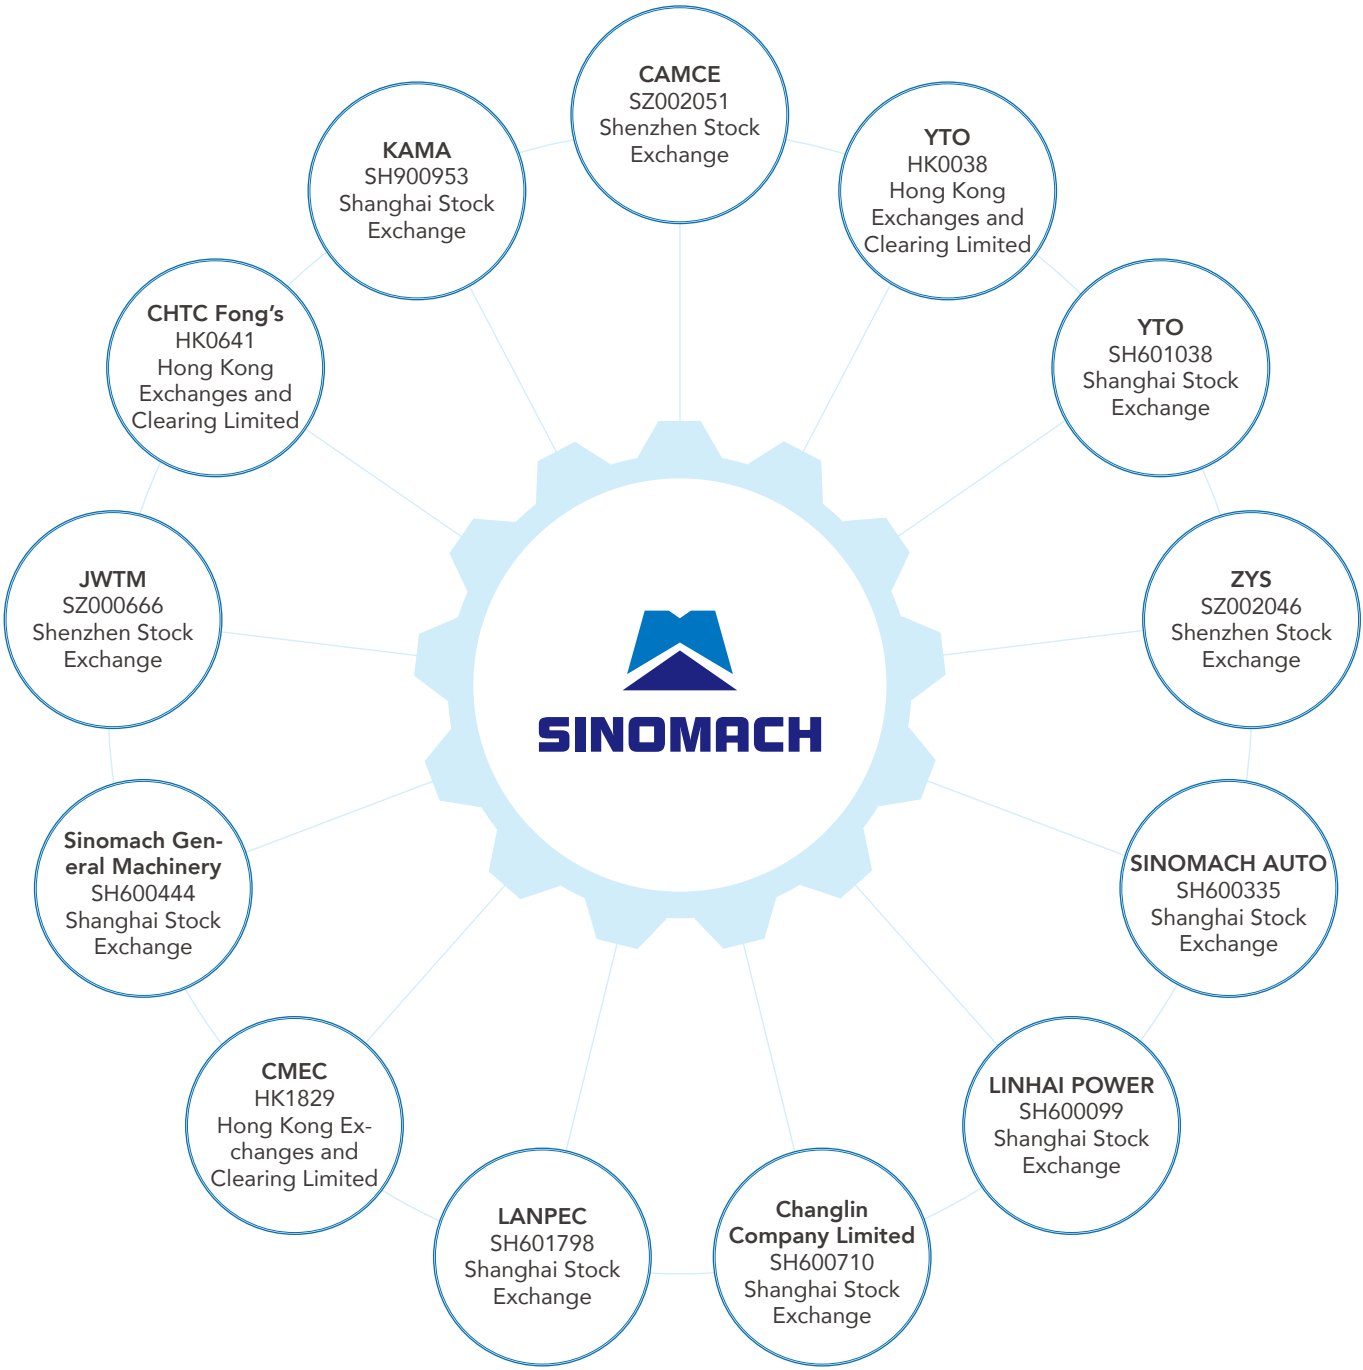 CAMCE
SZ002051
Shenzhen Stock
Exchange
YTO
HK0038
Hong Kong
Exchanges and
Clearing Limited
YTO
SH601038
Shanghai Stock
Exchange
ZYS
SZ002046
Shenzhen Stock
Exchange
SINOMACH AUTO
SH600335
Shanghai Stock
Exchange
LINHAI POWER
SH600099
Shanghai Stock
Exchange
Changlin
Company Limited
SH600710
Shanghai Stock
Exchange
LANPEC
SH601798
Shanghai Stock
Exchange
CMEC
HK1829
Hong Kong Ex-
changes and
Clearing Limited
Sinomach Gen-
eral Machinery
SH600444
Shanghai Stock
Exchange
JWTM
SZ000666
Shenzhen Stock
Exchange
CHTC Fong’s
HK0641
Hong Kong
Exchanges and
Clearing Limited
KAMA
SH900953
Shanghai Stock
Exchange
SINOMACH